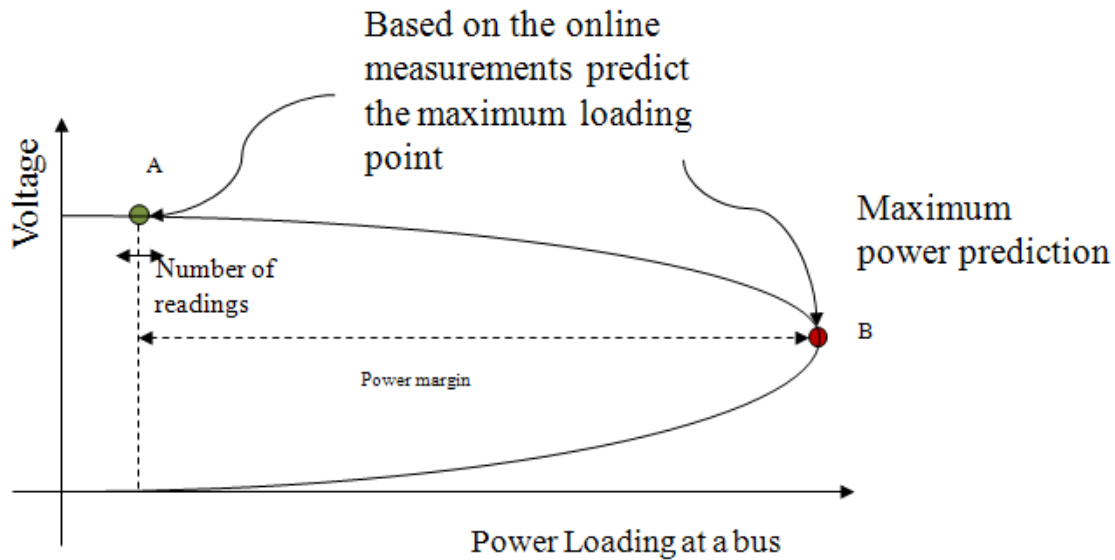 Based on the online
measurements predict
the maximum loading
point
A
Voltage
Maximum
power prediction
Number of
readings
B
Power margin
Power Loading at a bus